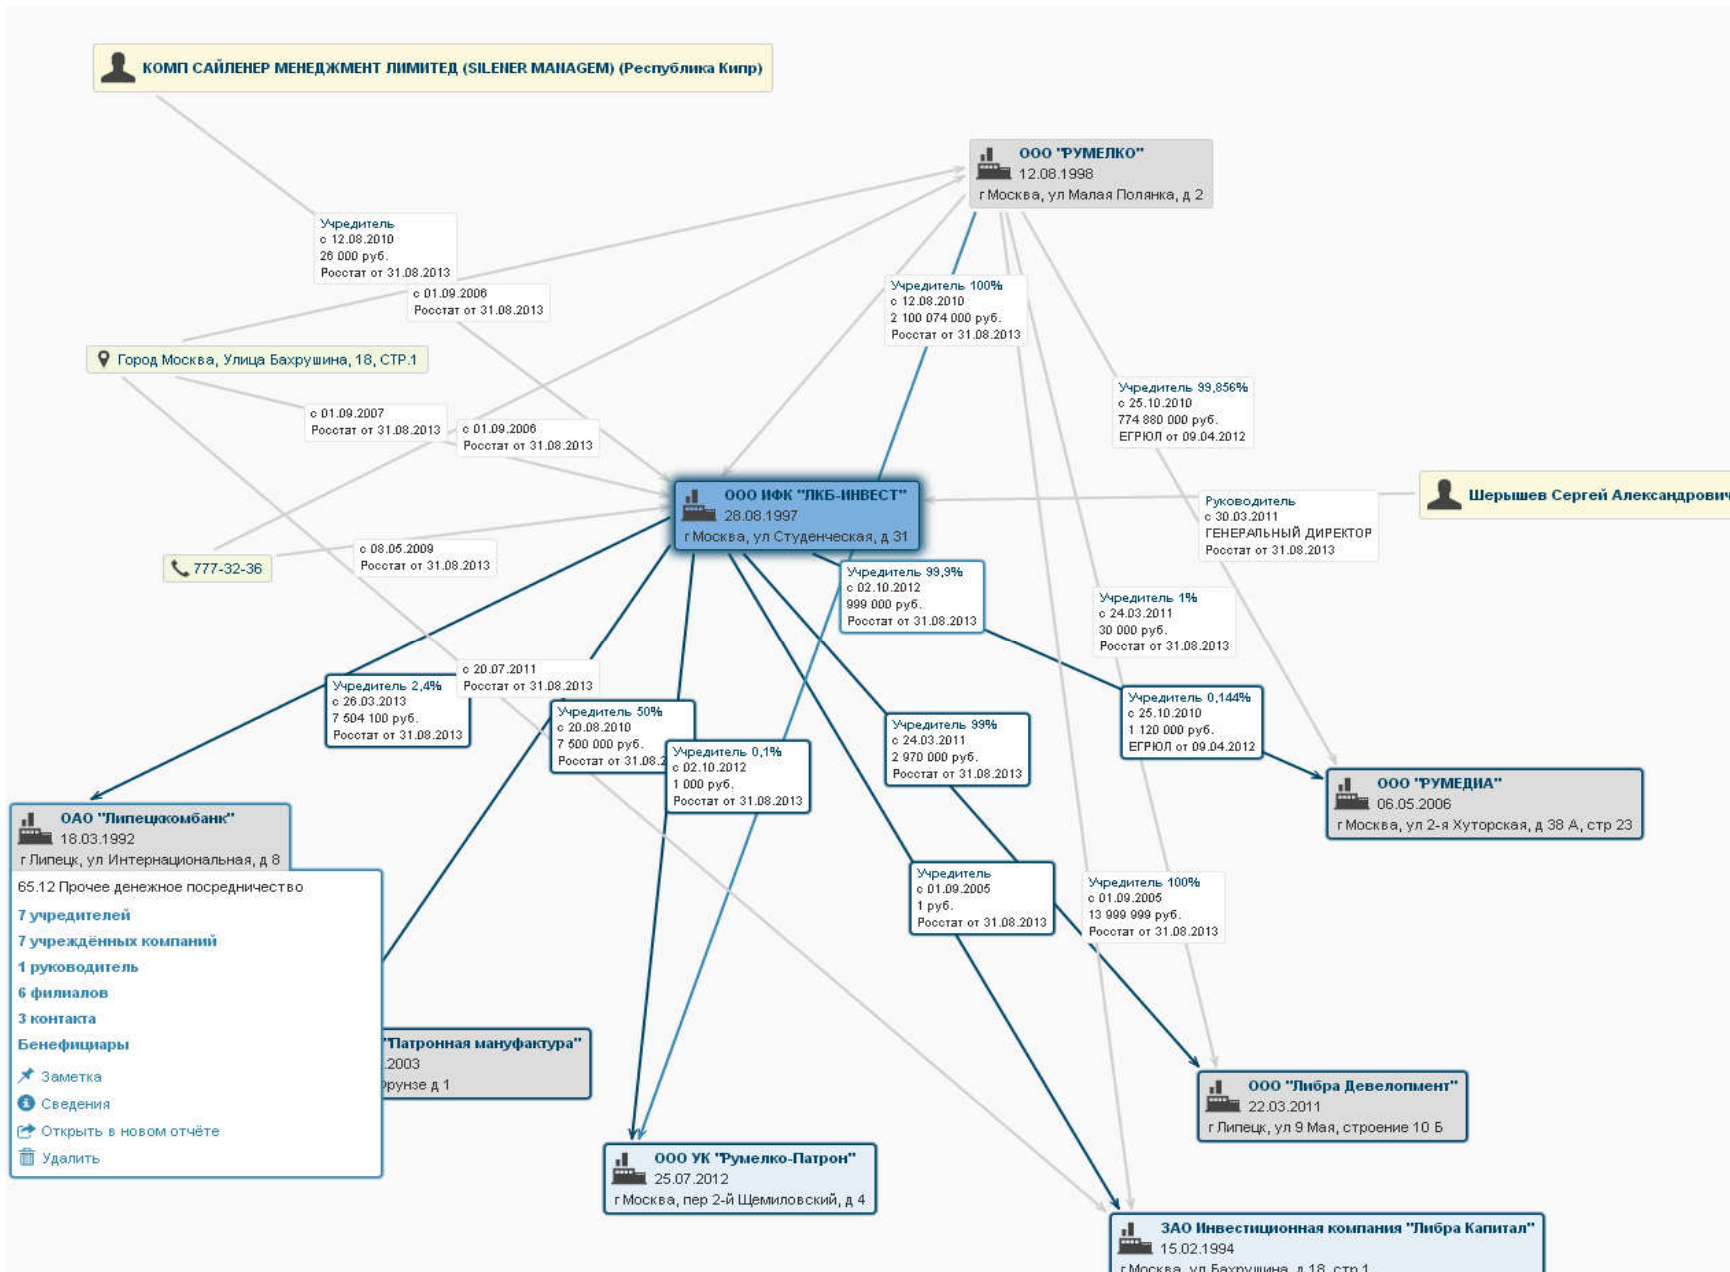 КОМП САЙЛЕНЕР МЕНЕДЖМЕНТ ЛИМИТЕД (SILENER MANAGEM) (Республика Кипр)
ООО "РУМЕЛКО"
12.08.1998
г Москва, ул Малая Полянка, д 2
Учредитель
с 12.08.2010
26 000 руб.
Росстат от 31.08.2013
с 01.09.2006
Росстат от 31.08.2013
Учредитель 100%
с 12.08.2010
2 100 074 000 руб.
Росстат от 31.08.2013
Город Москва, Улица Бахрушина, 18, СТР.1
Учредитель 99,856%
с 25.10.2010
774 880 000 руб.
ЕГРЮЛ от 09.04.2012
с 01.09.2007
Росстат от 31.08.2013
с 01.09.2006
Росстат от 31.08.2013
ООО ИФК "ЛКБ-ИНВЕСТ"
28.08.1997
г Москва, ул Студенческая, д 31
Шерышев Сергей Александрович
Руководитель
с 30.03.2011
ГЕНЕРАЛЬНЫЙ ДИРЕКТОР
Росстат от 31.08.2013
с 08.05.2009
Росстат от 31.08.2013
777-32-36
Учредитель 99,9%
с 02.10.2012
999 000 руб.
Росстат от 31.08.2013
Учредитель 1%
с 24.03.2011
30 000 руб.
Росстат от 31.08.2013
с 20.07.2011
Росстат от 31.08.2013
Учредитель 2,4%
с 26.03.2013
7 504 100 руб.
Росстат от 31.08.2013
Учредитель 50%
с 20.08.2010
7 500 000 руб.
Росстат от 31.08.2
Учредитель 0,1%
с 02.10.2012
1 000 руб.
Росстат от 31.08.2013
Учредитель 99%
с 24.03.2011
2 970 000 руб.
Росстат от 31.08.2013
Учредитель 0,144%
с 25.10.2010
1 120 000 руб.
ЕГРЮЛ от 09.04.2012
ООО "РУМЕДИА"
06.05.2006
г Москва, ул 2-я Хуторская, д 38 А, стр 23
ОАО "Липецккомбанк"
18.03.1992
г Липецк, ул Интернациональная, д 8
65.12 Прочее денежное посредничество
7 учредителей
7 учреждённых компаний
1 руководитель
6 филиалов
3 контакта
Бенефициары
Заметка
Сведения
Открыть в новом отчёте
Удалить
Учредитель
с 01.09.2005
1 руб.
Росстат от 31.08.2013
Учредитель 100%
с 01.09.2005
13 999 999 руб.
Росстат от 31.08.2013
"Патронная мануфактура"
.2003
рунзе д 1
ООО "Либра Девелопмент"
22.03.2011
г Липецк, ул 9 Мая, строение 10 Б
ООО УК "Румелко-Патрон"
25.07.2012
г Москва, пер 2-й Щемиловский, д 4
ЗАО Инвестиционная компания "Либра Капитал"
15.02.1994
г Москва, ул Бахрушина, д 18, стр 1